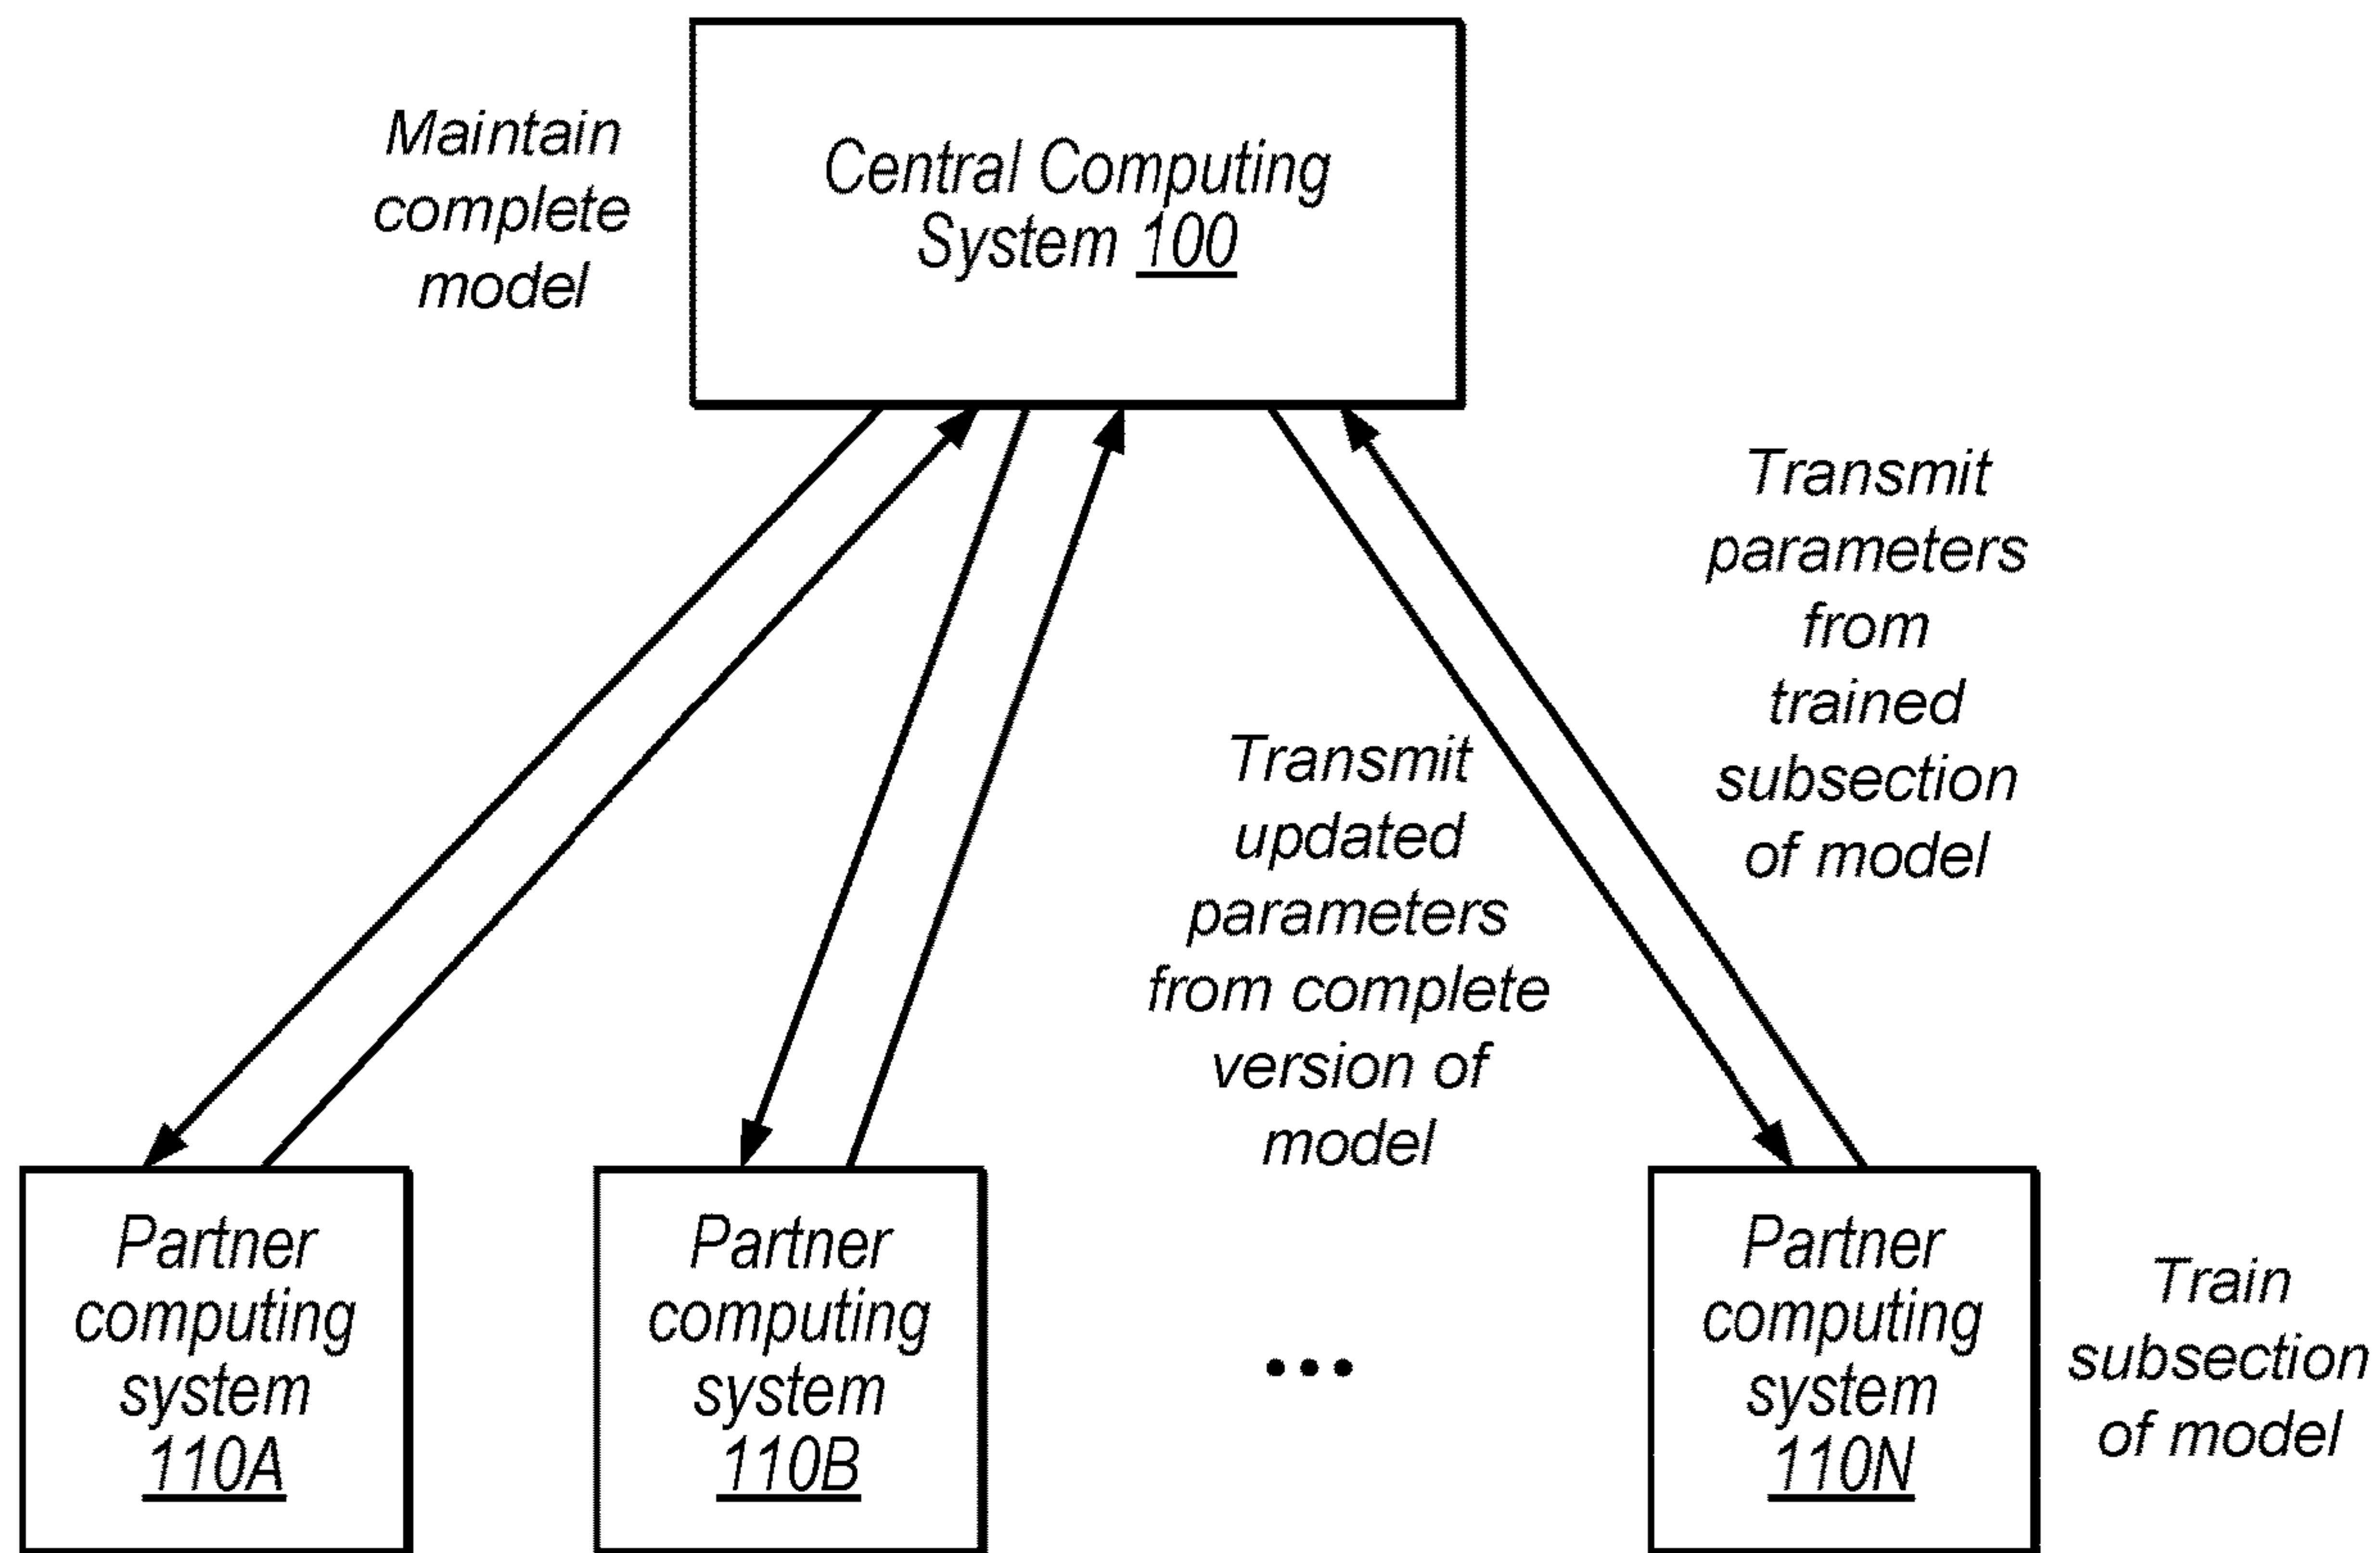 Maintain
complete
model
Central Computing
System 100
Transmit
parameters
from
trained
subsection
of model
Transmit
updated
parameters
from complete
version of
model
Partner
computing
system
110A
Partner
computing
system
110B
•••
Partner
computing
system
110N
Train
subsection
of model